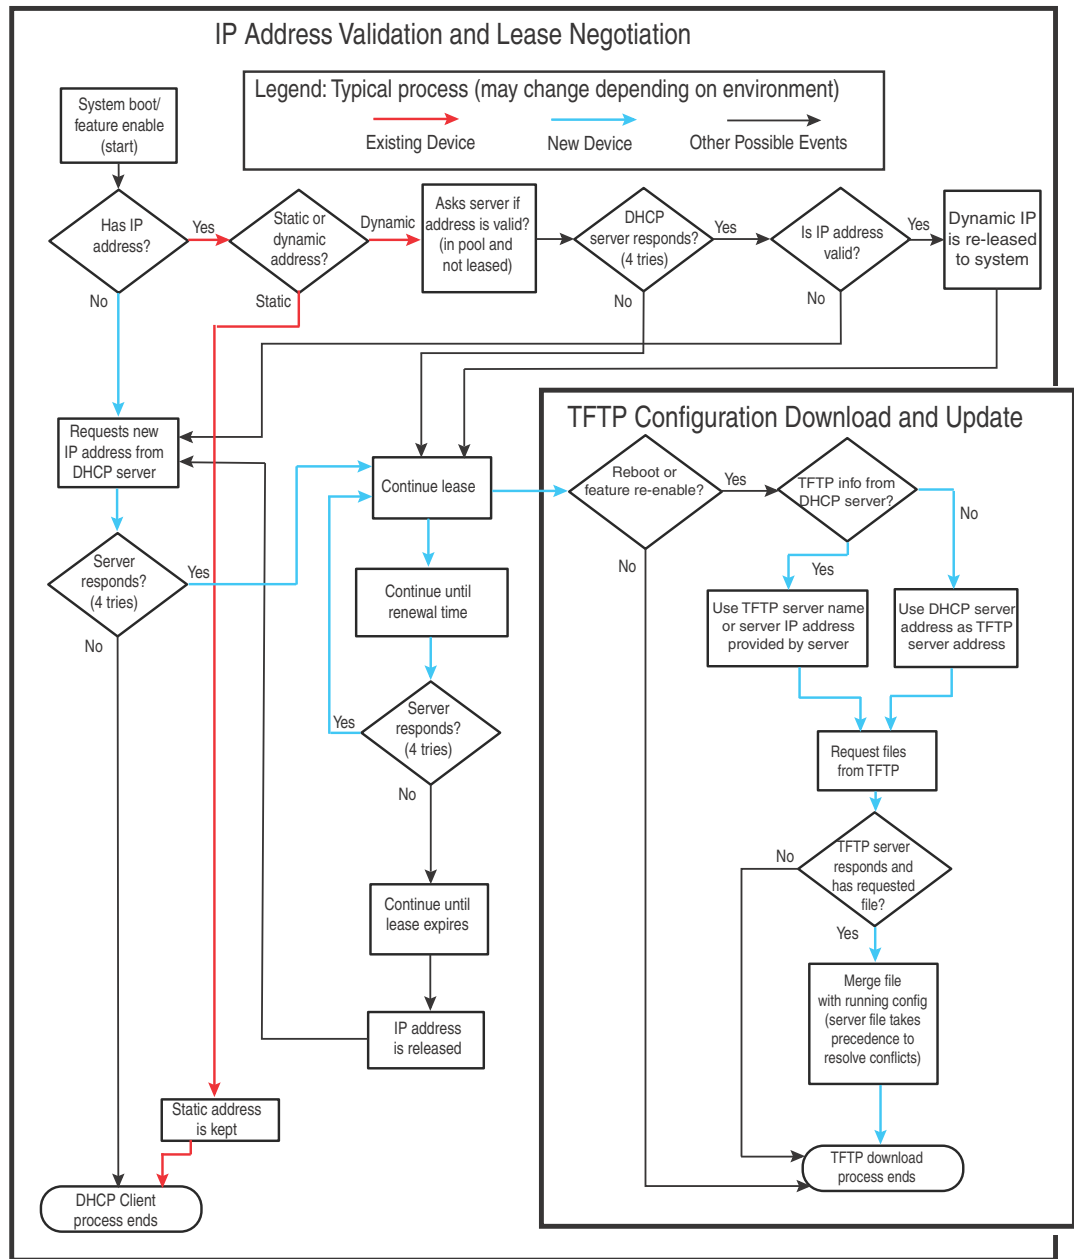 IP Address Validation and Lease Negotiation
Legend: Typical process (may change depending on environment)
Existing Device
New Device
Other Possible Events
System boot/
feature enable
(start)
Has IP
address?
Yes
No
Static or
dynamic
address?
Dynamic
Static
Asks server if
address is valid?
(in pool and
not leased)
DHCP
server responds?
(4 tries)
Yes
No
Is IP address
valid?
Yes
No
Dynamic IP
is re-leased
to system
Requests new
IP address from
DHCP server
Server
responds?
(4 tries)
Yes
No
Continue lease
Continue until
renewal time
Server
responds?
(4 tries)
Yes
No
Continue until
lease expires
IP address
is released
Static address
is kept
DHCP Client
process ends
TFTP Configuration Download and Update
Reboot or
feature re-enable?
Yes
No
TFTP info from
DHCP server?
Yes
No
Use TFTP server name
or server IP address
provided by server
Use DHCP server
address as TFTP
server address
Request files
from TFTP
TFTP server
responds and
has requested
file?
No
Yes
Merge file
with running config
(server file takes
precedence to
resolve conflicts)
TFTP download
process ends